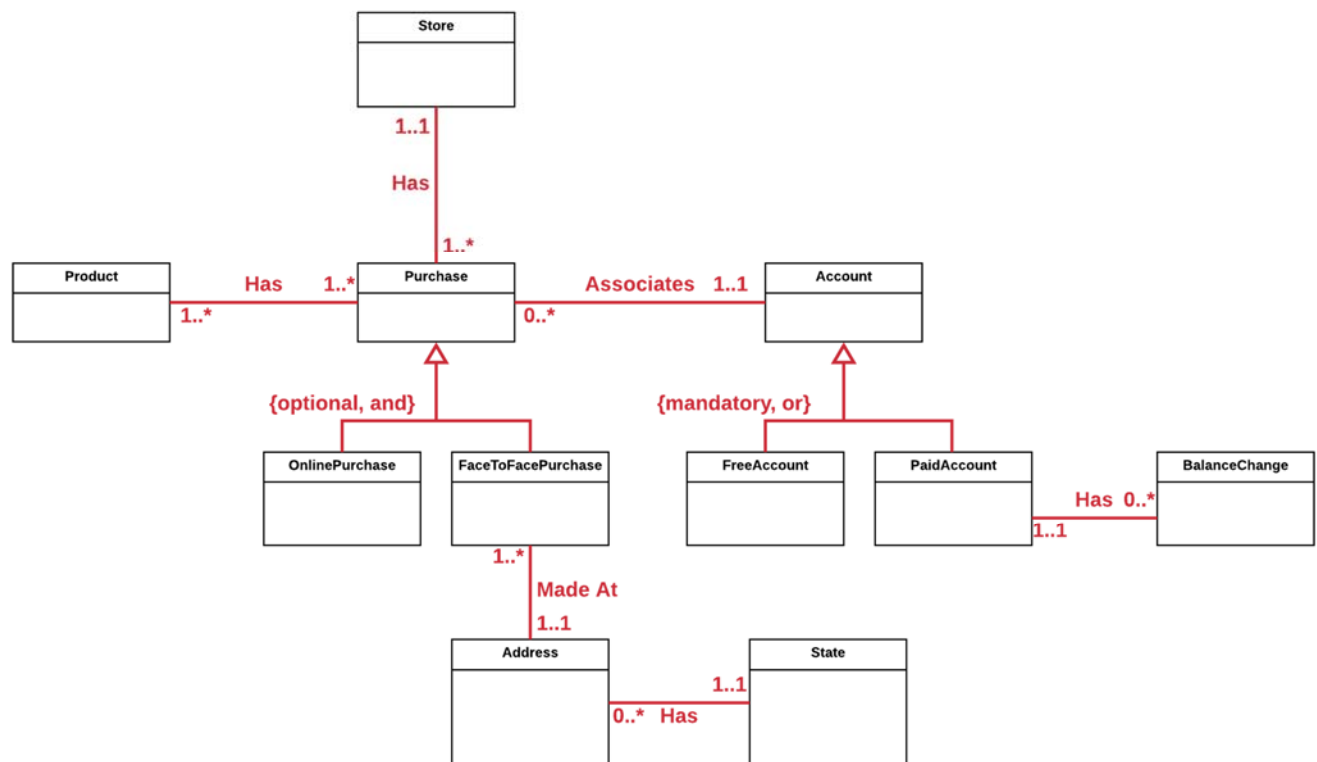 Store
1..1
Has
1..*
Product
Has 1..*
1..*
Purchase
Associates 1..1
0..*
Account
{optional, and}
{mandatory, or}
OnlinePurchase
FaceToFacePurchase
FreeAccount
PaidAccount
BalanceChange
Has 0..*
1..1
1..*
Made At
1..1
Address
State
1..1
0..* Has